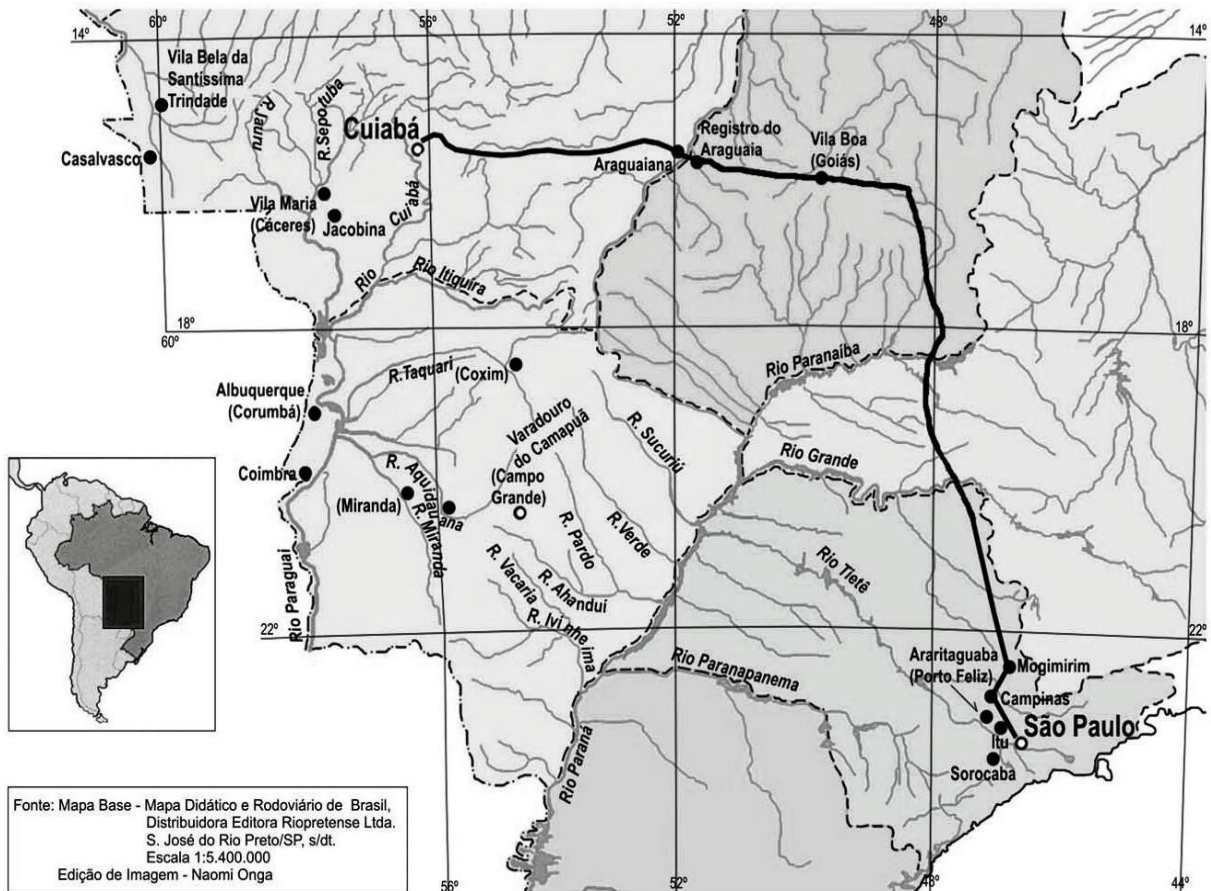 60º
56º
52º
48º
14º
14º
Vila Bela da
Santíssima
Trindade
R. Jauru
R.Sepotuba
Cuiabá
Registro do
Araguaia
Vila Boa
(Goiás)
Casalvasco
Araguaiana
Vila Maria
(Cáceres)
Jacobina
Rio Cuiabá
Rio Itiquira
18º
60º
18º
Rio Paranaíba
R.Taquari
(Coxim)
Albuquerque
(Corumbá)
Varadouro
do Camapuã
R. Sucuriú
Rio Grande
Coimbra
R. Aquidauana
(Campo
Grande)
(Miranda)
R. Miranda
R. Pardo
R. Verde
Rio Tietê
R. Vacaria
R. Ahandui
Rio Paraguai
R. Ivinheima
22º
22º
Rio Paranapanema
Araritaguaba
(Porto Feliz)
Mogimirim
Campinas
São Paulo
Itu
Sorocaba
Rio Paraná
Fonte: Mapa Base - Mapa Didático e Rodoviário de Brasil,
Distribuidora Editora Riopretense Ltda.
S. José do Rio Preto/SP, s/dt.
Escala 1:5.400.000
Edição de Imagem - Naomi Onga
56º
52º
48º
44º